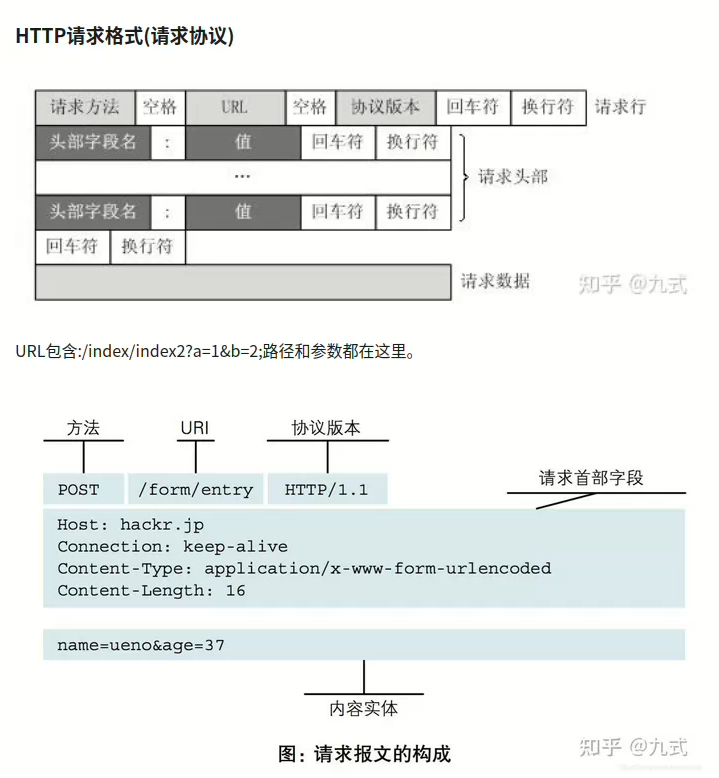 HTTP请求格式(请求协议)
请求方法 空格 URL 空格 协议版本 回车符 换行符 请求行
头部字段名 : 值 回车符 换行符
... 请求头部
头部字段名 : 值 回车符 换行符
回车符 换行符
请求数据
知乎 @九式
URL包含:/index/index2?a=1&b=2;路径和参数都在这里。
方法 URI 协议版本
请求首部字段
POST /form/entry HTTP/1.1
Host: hackr.jp
Connection: keep-alive
Content-Type: application/x-www-form-urlencoded
Content-Length: 16
name=ueno&age=37
内容实体
知乎 @九式
图：请求报文的构成